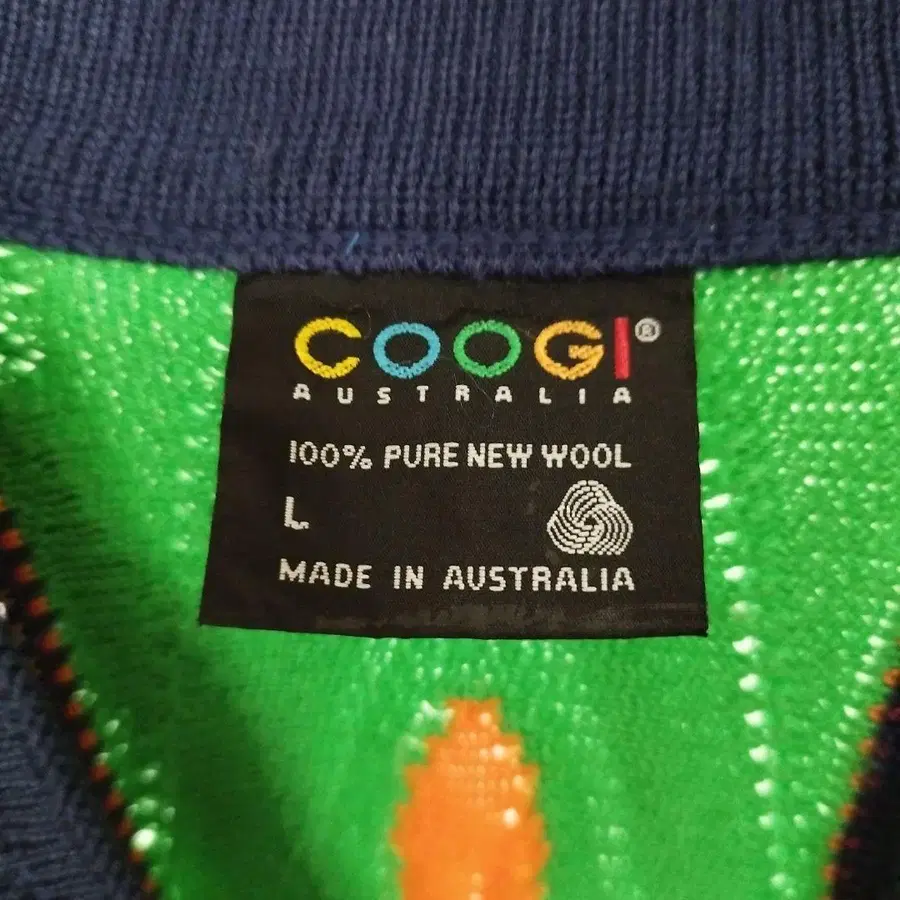 COOGI®
AUSTRALIA
100% PURE NEW WOOL
L
MADE IN AUSTRALIA